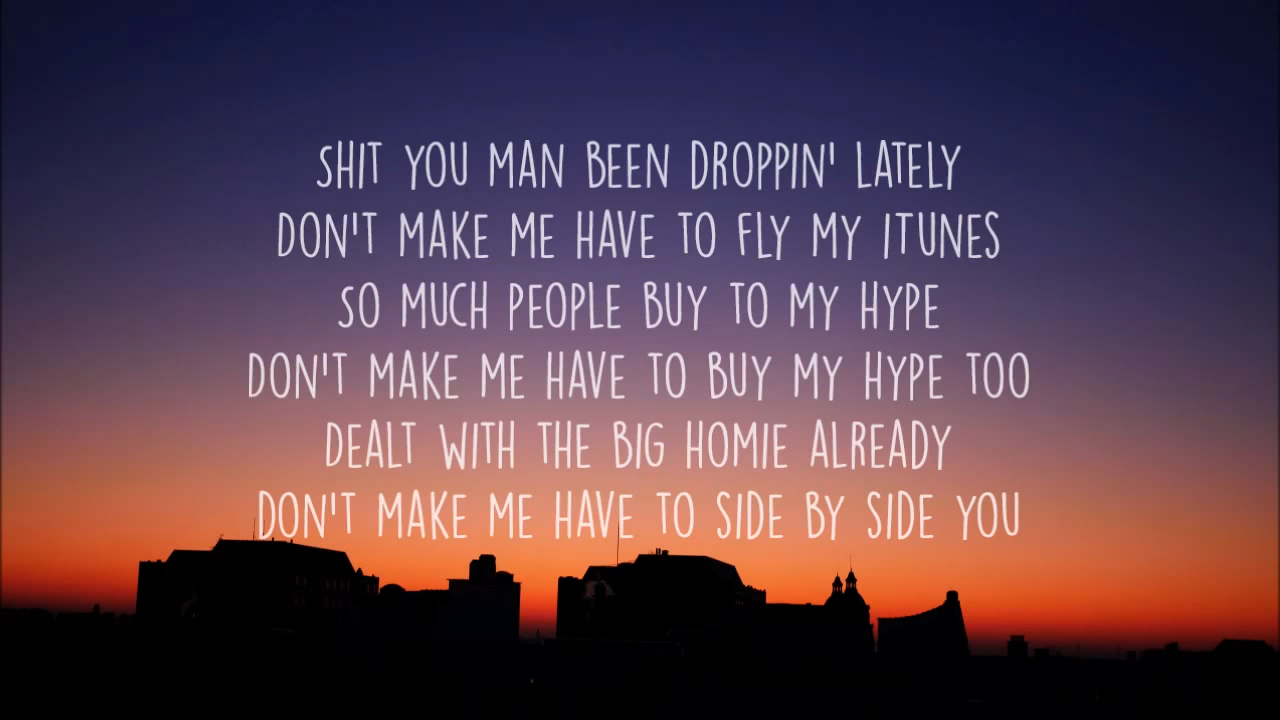 SHIT YOU MAN BEEN DROPPIN' LATELY
DON'T MAKE ME HAVE TO FLY MY ITUNES
SO MUCH PEOPLE BUY TO MY HYPE
DON'T MAKE ME HAVE TO BUY MY HYPE TOO
DEALT WITH THE BIG HOMIE ALREADY
DON'T MAKE ME HAVE TO SIDE BY SIDE YOU